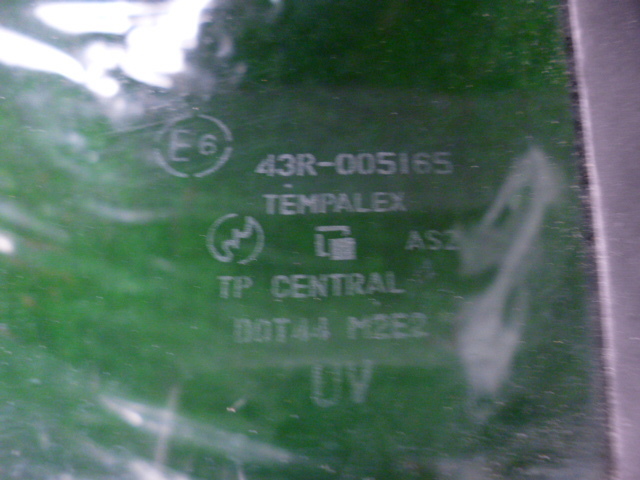 E6 43R-005165
TEMPALEX
AS2
TP CENTRAL
DOT44 M2E2
UV